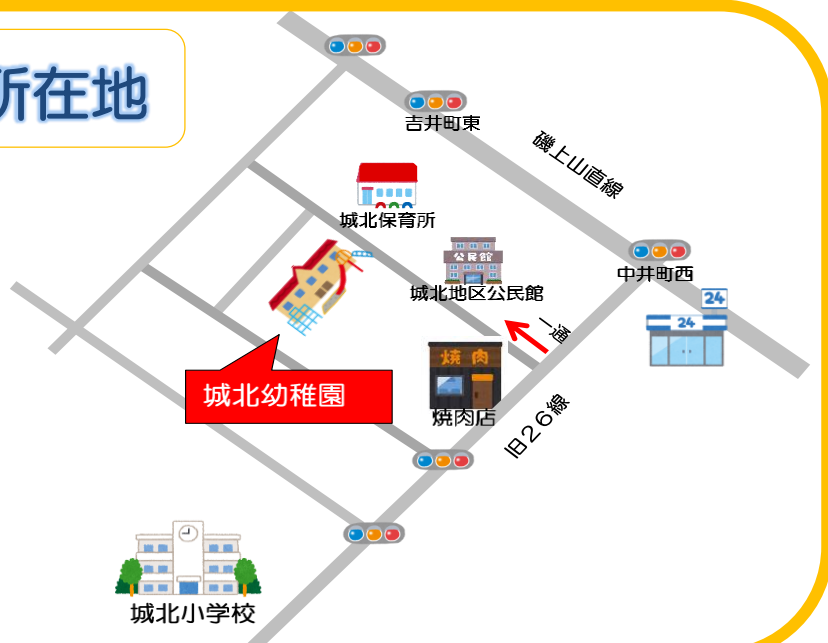 所在地
吉井町東
磯上山直線
城北保育所
公民館
城北地区公民館
中井町西
24
24
一通
焼肉
焼肉店
城北幼稚園
旧26線
城北小学校